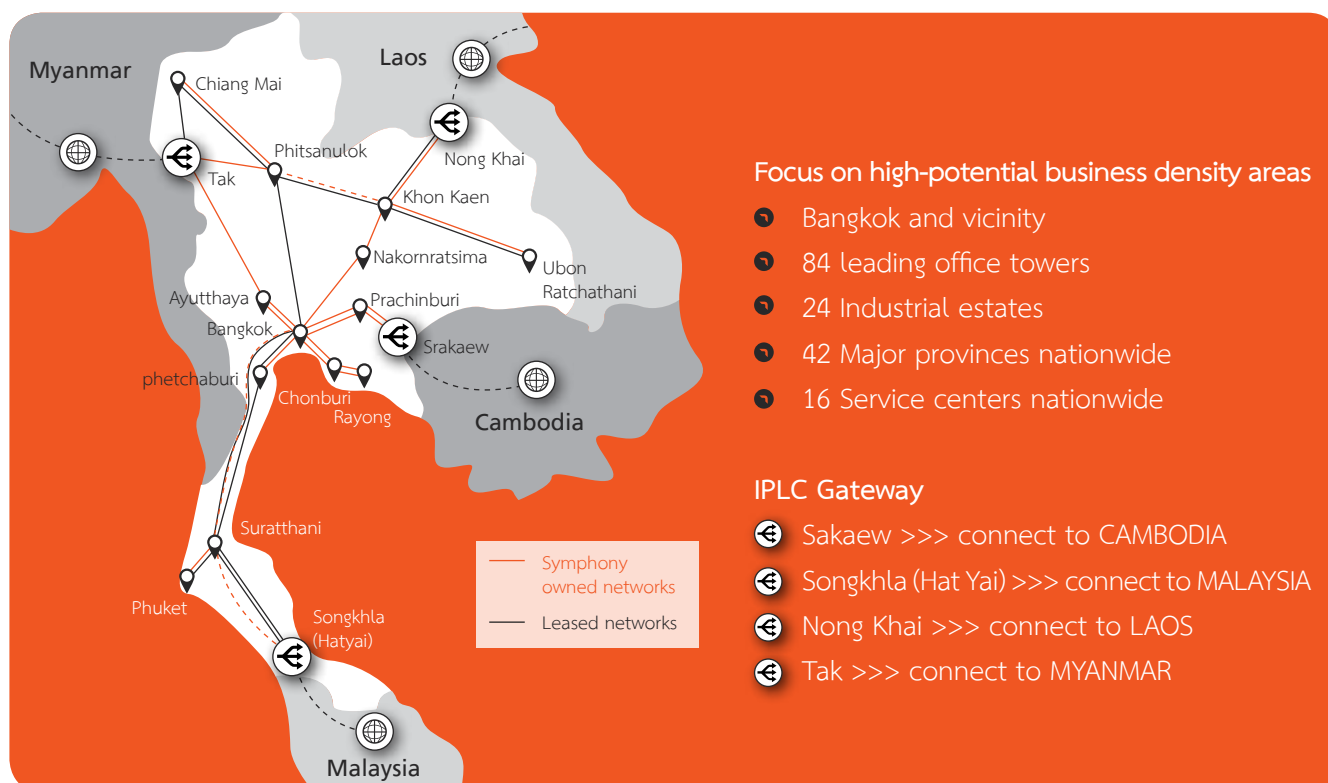 Myanmar
Laos
Chiang Mai
Phitsanulok
Nong Khai
Tak
Khon Kaen
Nakornratsima
Ubon
Ratchathani
Ayutthaya
Prachinburi
Bangkok
Srakaew
phetchaburi
Chonburi
Rayong
Cambodia
Suratthani
Phuket
Songkhla
(Hatyai)
Malaysia
Symphony
owned networks
Leased networks
Focus on high-potential business density areas
Bangkok and vicinity
84 leading office towers
24 Industrial estates
42 Major provinces nationwide
16 Service centers nationwide
IPLC Gateway
Sakaew >>> connect to CAMBODIA
Songkhla (Hat Yai) >>> connect to MALAYSIA
Nong Khai >>> connect to LAOS
Tak >>> connect to MYANMAR